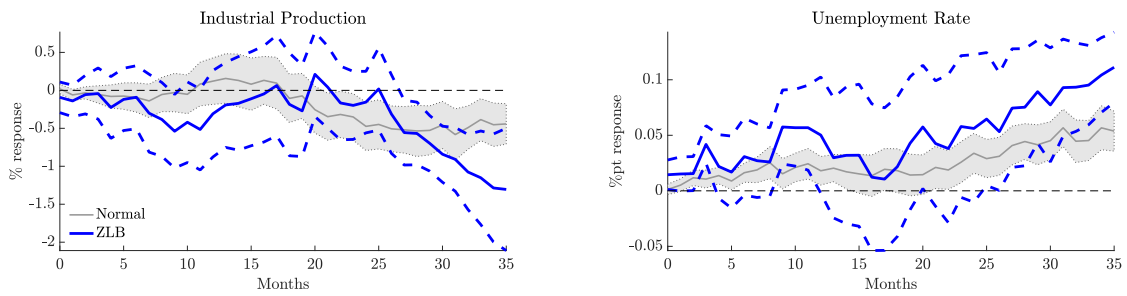 Industrial Production
% response
0.5
0
-0.5
-1
-1.5
-2
Normal
ZLB
0 5 10 15 20 25 30 35
Months
Unemployment Rate
%pt response
0.1
0.05
0
-0.05
0 5 10 15 20 25 30 35
Months